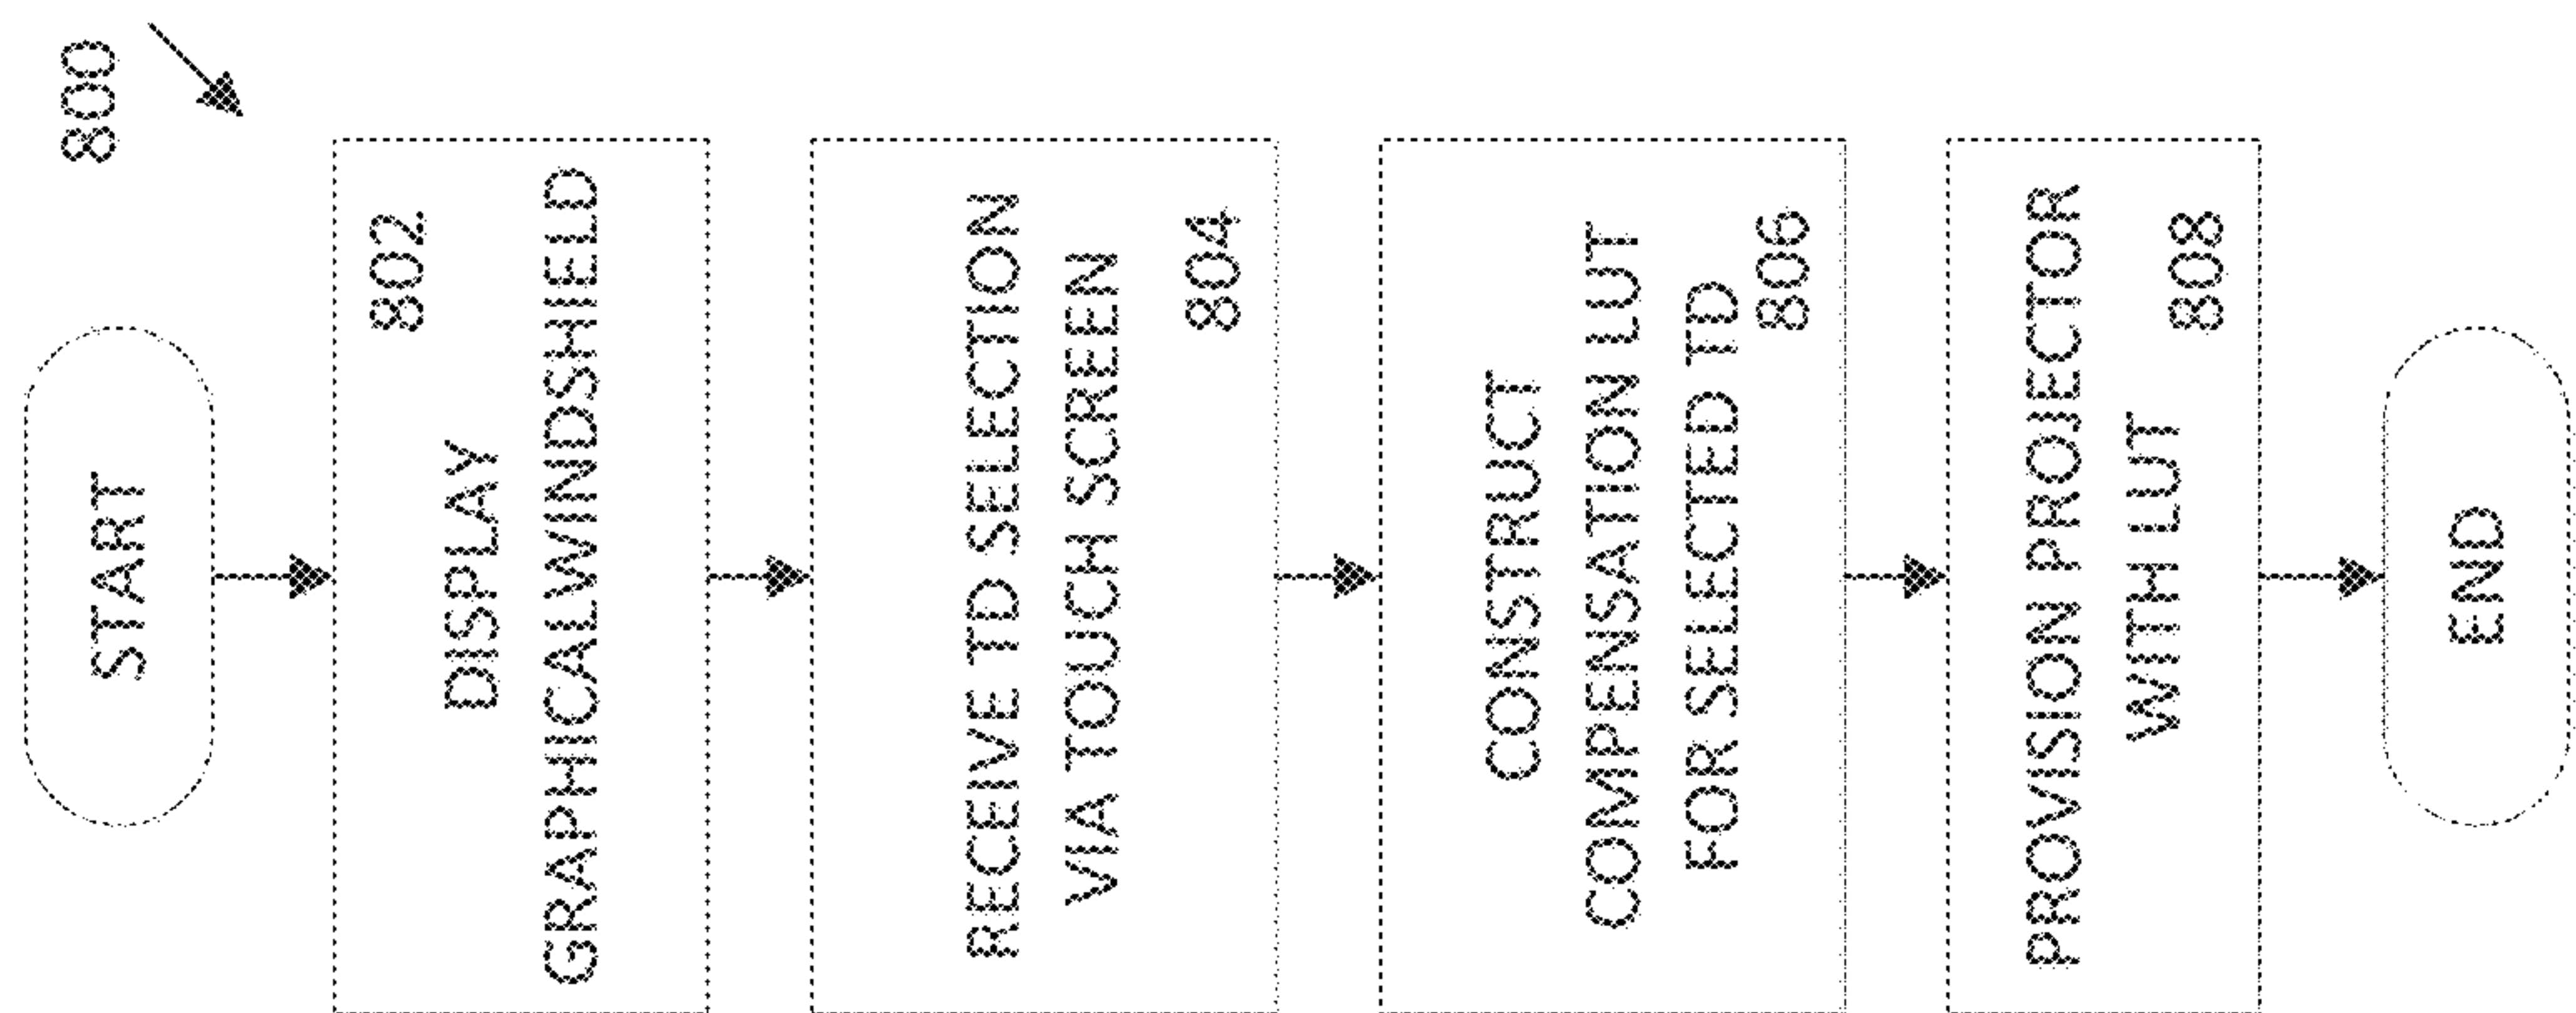 800
START
802
DISPLAY
GRAPHICALWINDSHIELD
RECEIVE TD SELECTION
VIA TOUCH SCREEN
804
CONSTRUCT
COMPENSATION LUT
FOR SELECTED TD
806
PROVISION PROJECTOR
WITH LUT
808
END